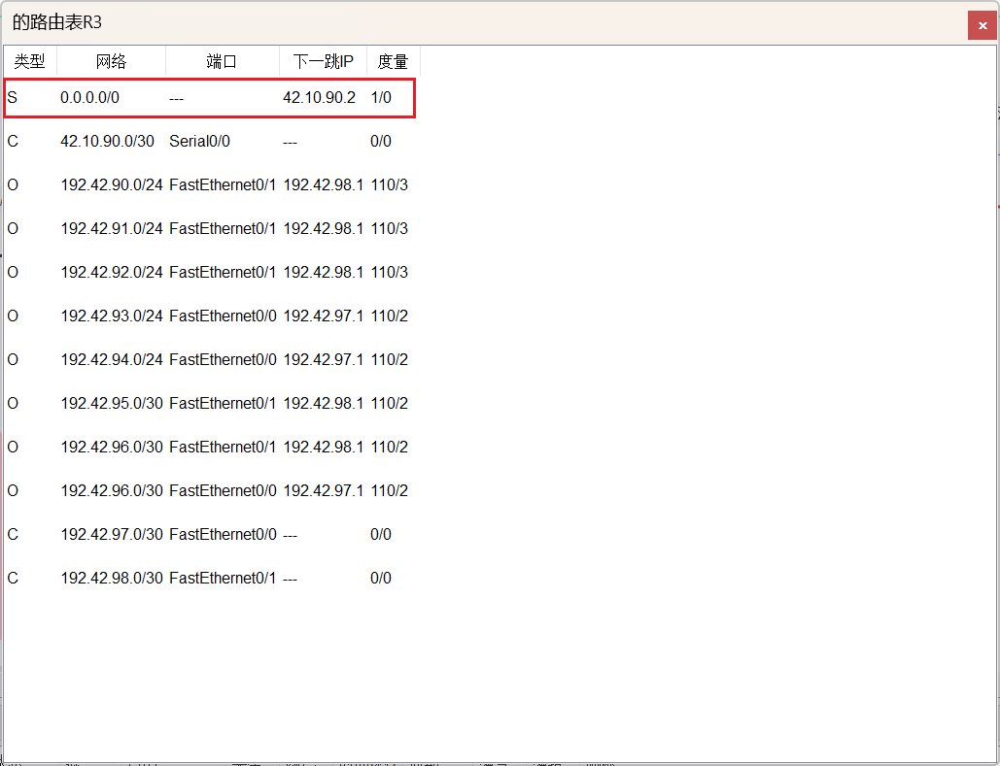 的路由表R3
×
类型 网络 端口 下一跳IP 度量
S 0.0.0.0/0 --- 42.10.90.2 1/0
C 42.10.90.0/30 Serial0/0 --- 0/0
O 192.42.90.0/24 FastEthernet0/1 192.42.98.1 110/3
O 192.42.91.0/24 FastEthernet0/1 192.42.98.1 110/3
O 192.42.92.0/24 FastEthernet0/1 192.42.98.1 110/3
O 192.42.93.0/24 FastEthernet0/0 192.42.97.1 110/2
O 192.42.94.0/24 FastEthernet0/0 192.42.97.1 110/2
O 192.42.95.0/30 FastEthernet0/1 192.42.98.1 110/2
O 192.42.96.0/30 FastEthernet0/1 192.42.98.1 110/2
O 192.42.96.0/30 FastEthernet0/0 192.42.97.1 110/2
C 192.42.97.0/30 FastEthernet0/0 --- 0/0
C 192.42.98.0/30 FastEthernet0/1 --- 0/0